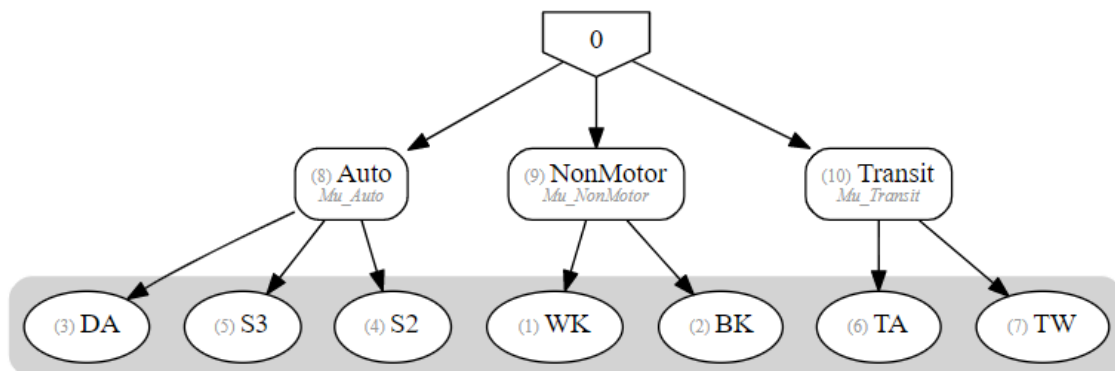 0
(8) Auto
Mu_Auto
(9) NonMotor
Mu_NonMotor
(10) Transit
Mu_Transit
(3) DA
(5) S3
(4) S2
(1) WK
(2) BK
(6) TA
(7) TW